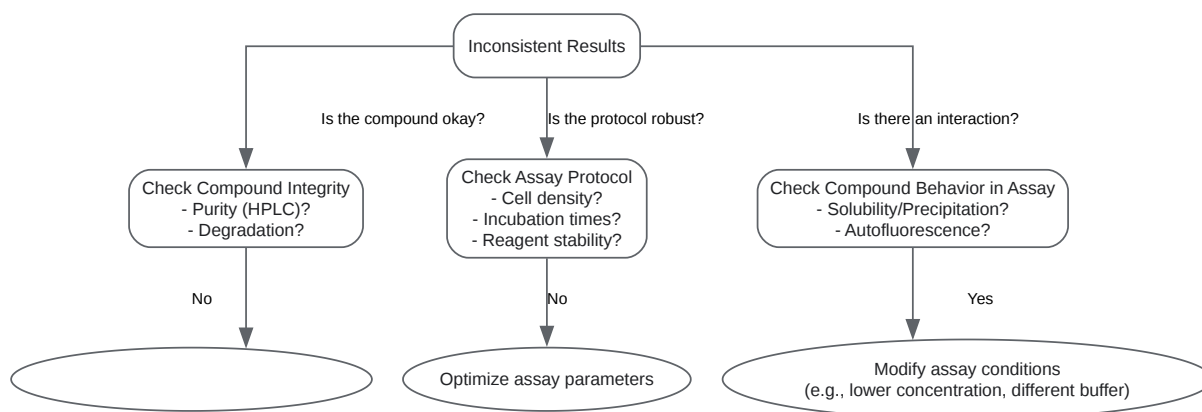 Inconsistent Results
Is the compound okay?
Is the protocol robust?
Is there an interaction?
Check Compound Integrity
- Purity (HPLC)?
- Degradation?
Check Assay Protocol
- Cell density?
- Incubation times?
- Reagent stability?
Check Compound Behavior in Assay
- Solubility/Precipitation?
- Autofluorescence?
No
No
Yes
Optimize assay parameters
Modify assay conditions
(e.g., lower concentration, different buffer)